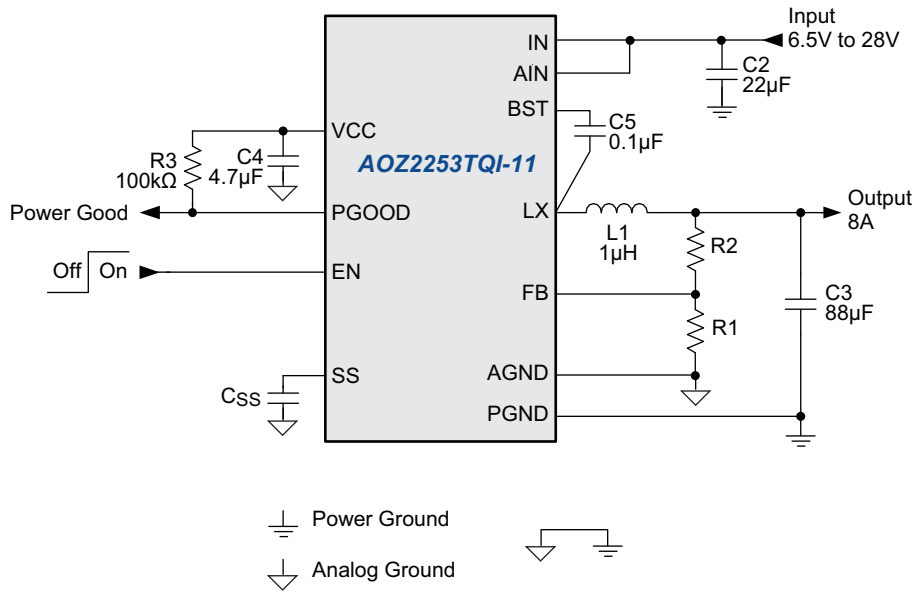 Input
6.5V to 28V
IN
AIN
C2
22µF
BST
C5
0.1µF
VCC
R3
100kΩ
C4
4.7µF
AOZ2253TQI-11
Power Good
PGOOD
LX
Output
8A
L1
1µH
R2
Off
On
EN
FB
C3
88µF
R1
SS
CSS
AGND
PGND
Power Ground
Analog Ground